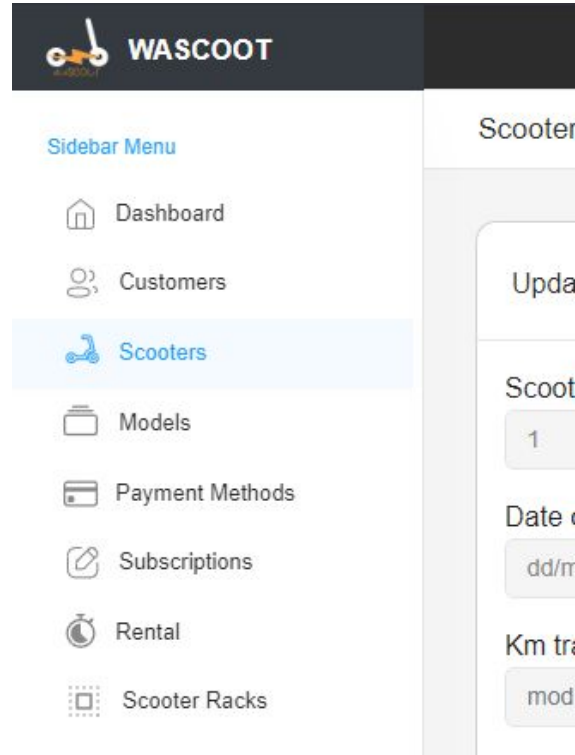 WASCOOT
WASCOOT
Sidebar Menu
Dashboard
Customers
Scooters
Models
Payment Methods
Subscriptions
Rental
Scooter Racks
Scooter
Upda
Scoot
1
Date
dd/m
Km tra
mod